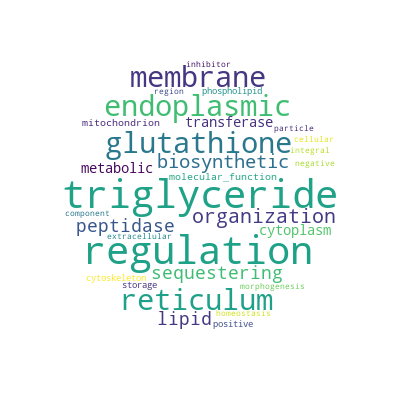 inhibitor
membrane
region phospholipid
endoplasmic
mitochondrion transferase
particle
glutathione cellular
integral
biosynthetic negative
metabolic
molecular_function
triglyceride
component organization
peptidase cytoplasm
extracellular
regulation
sequestering
cytoskeleton
storage morphogenesis
reticulum
lipid homeostasis
positive